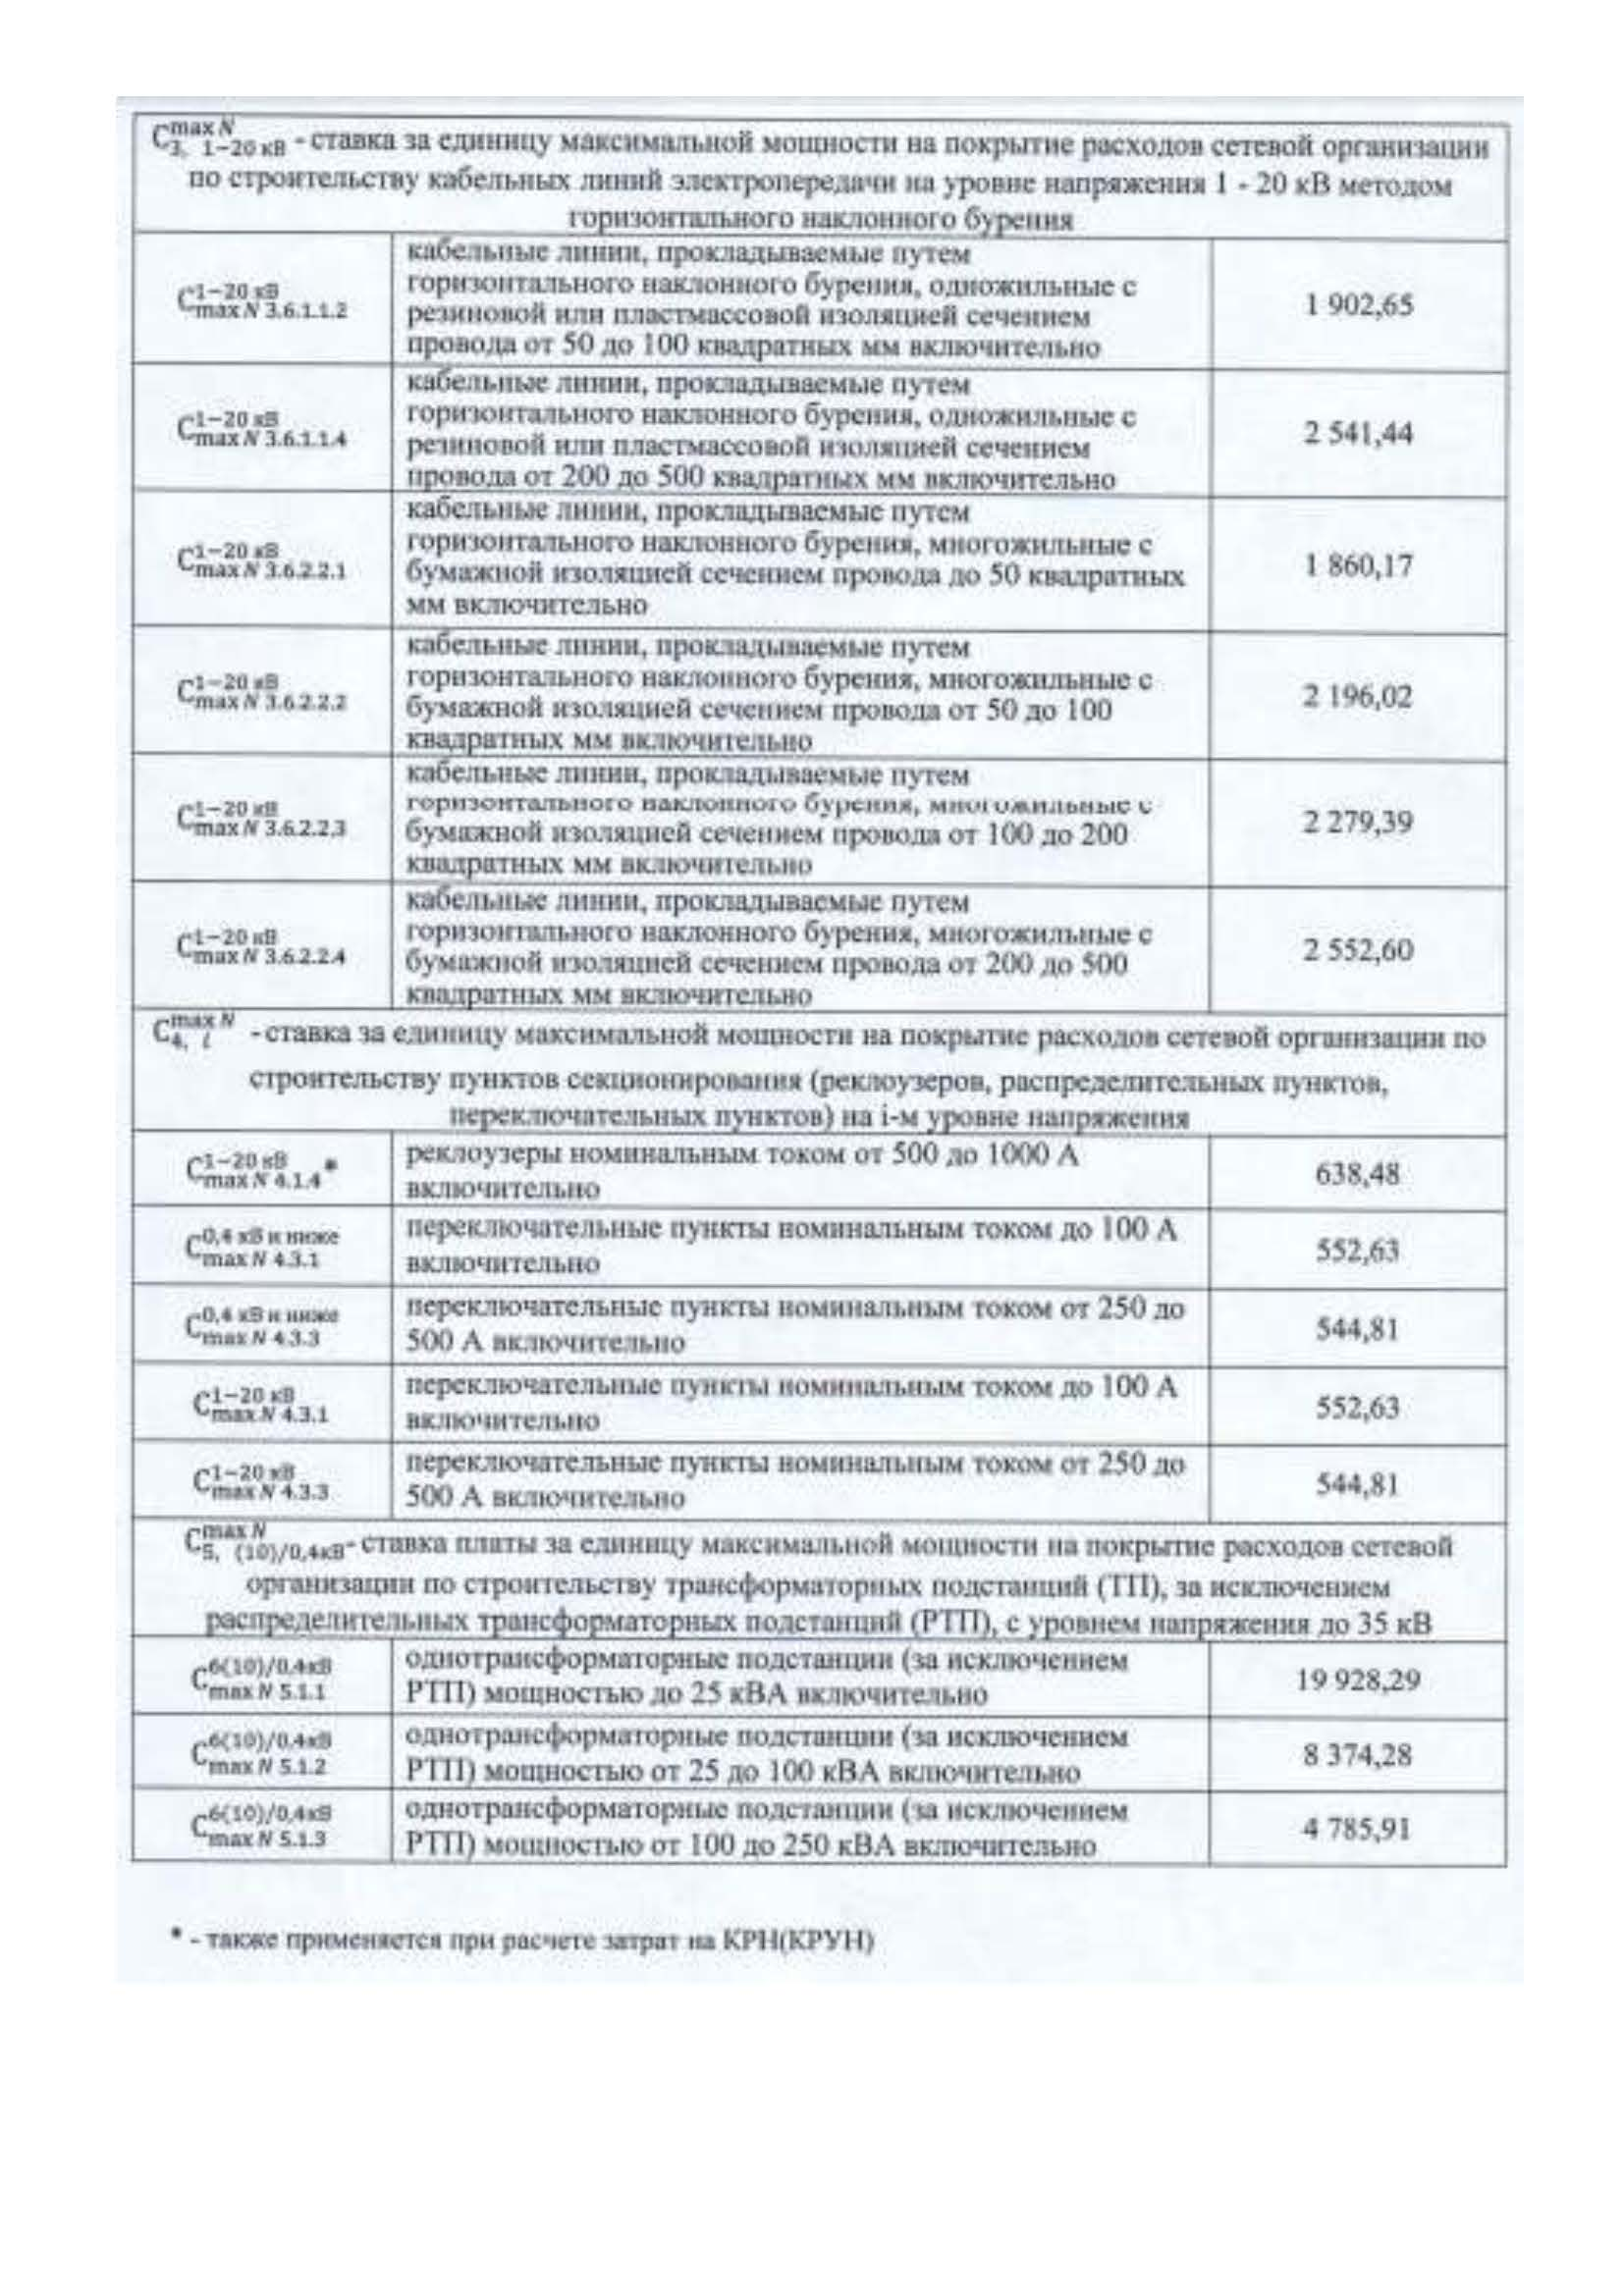 C₃, ₁₋₂₀ кВ^max N - ставка за единицу максимальной мощности на покрытие расходов сетевой организации
по строительству кабельных линий электропередачи на уровне напряжения 1 - 20 кВ методом
горизонтального наклонного бурения
C^1−20 кВ_max N 3.6.1.1.2
кабельные линии, прокладываемые путем
горизонтального наклонного бурения, одножильные с
резиновой или пластмассовой изоляцией сечением
провода от 50 до 100 квадратных мм включительно
1 902,65
C^1−20 кВ_max N 3.6.1.1.4
кабельные линии, прокладываемые путем
горизонтального наклонного бурения, одножильные с
резиновой или пластмассовой изоляцией сечением
провода от 200 до 500 квадратных мм включительно
2 541,44
C^1−20 кВ_max N 3.6.2.2.1
кабельные линии, прокладываемые путем
горизонтального наклонного бурения, многожильные с
бумажной изоляцией сечением провода до 50 квадратных
мм включительно
1 860,17
C^1−20 кВ_max N 3.6.2.2.2
кабельные линии, прокладываемые путем
горизонтального наклонного бурения, многожильные с
бумажной изоляцией сечением провода от 50 до 100
квадратных мм включительно
2 196,02
C^1−20 кВ_max N 3.6.2.2.3
кабельные линии, прокладываемые путем
горизонтального наклонного бурения, многожильные с
бумажной изоляцией сечением провода от 100 до 200
квадратных мм включительно
2 279,39
C^1−20 кВ_max N 3.6.2.2.4
кабельные линии, прокладываемые путем
горизонтального наклонного бурения, многожильные с
бумажной изоляцией сечением провода от 200 до 500
квадратных мм включительно
2 552,60
C^max N_4, i - ставка за единицу максимальной мощности на покрытие расходов сетевой организации по
строительству пунктов секционирования (реклоузеров, распределительных пунктов,
переключательных пунктов) на i-м уровне напряжения
C^1−20 кВ_max N 4.1.4*
реклоузеры номинальным током от 500 до 1000 А
включительно
638,48
C^0,4 кВ и ниже_max N 4.3.1
переключательные пункты номинальным током до 100 А
включительно
552,63
C^0,4 кВ и ниже_max N 4.3.3
переключательные пункты номинальным током от 250 до
500 А включительно
544,81
C^1−20 кВ_max N 4.3.1
переключательные пункты номинальным током до 100 А
включительно
552,63
C^1−20 кВ_max N 4.3.3
переключательные пункты номинальным током от 250 до
500 А включительно
544,81
C^max N_5, (10)/0,4кВ- ставка платы за единицу максимальной мощности на покрытие расходов сетевой
организации по строительству трансформаторных подстанций (ТП), за исключением
распределительных трансформаторных подстанций (РТП), с уровнем напряжения до 35 кВ
C^6(10)/0,4кВ_max N 5.1.1
однотрансформаторные подстанции (за исключением
РТП) мощностью до 25 кВА включительно
19 928,29
C^6(10)/0,4кВ_max N 5.1.2
однотрансформаторные подстанции (за исключением
РТП) мощностью от 25 до 100 кВА включительно
8 374,28
C^6(10)/0,4кВ_max N 5.1.3
однотрансформаторные подстанции (за исключением
РТП) мощностью от 100 до 250 кВА включительно
4 785,91
* - также применяется при расчете затрат на КРН(КРУН)